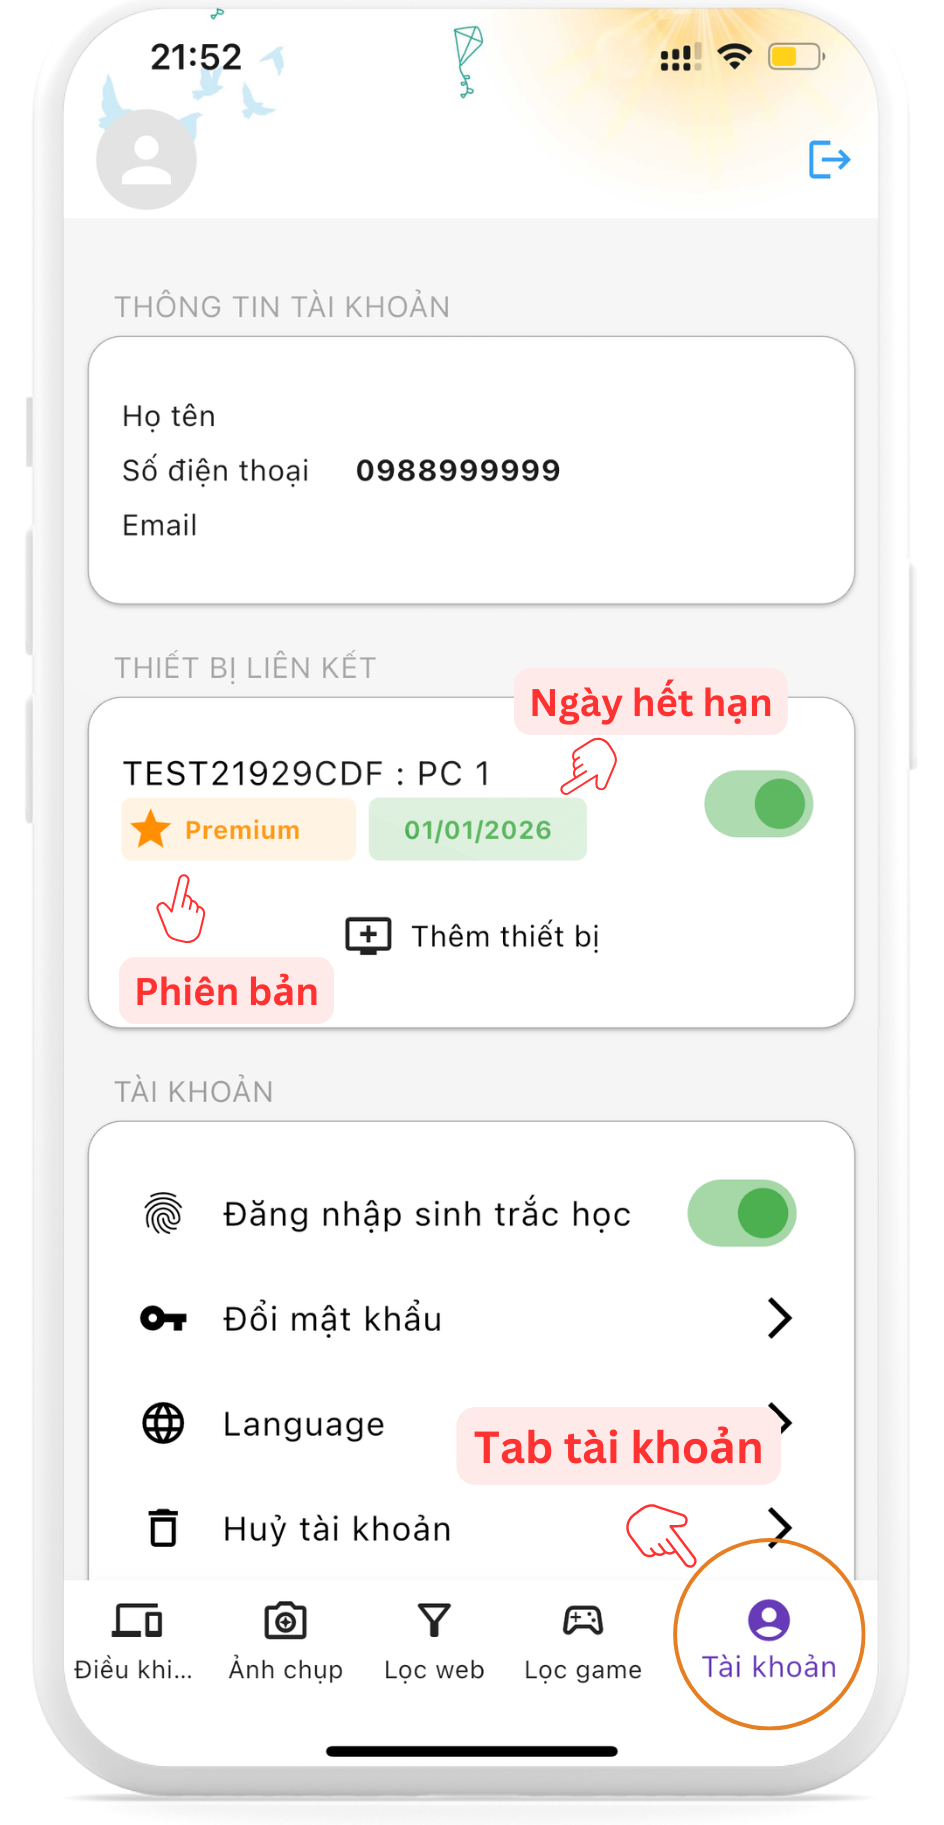 21:52
THÔNG TIN TÀI KHOẢN
Họ tên
Số điện thoại 0988999999
Email
THIẾT BỊ LIÊN KẾT
Ngày hết hạn
TEST21929CDF : PC 1
Premium 01/01/2026
Thêm thiết bị
Phiên bản
TÀI KHOẢN
Đăng nhập sinh trắc học
Đổi mật khẩu
Language
Tab tài khoản
Huỷ tài khoản
Điều khi... Ảnh chụp Lọc web Lọc game Tài khoản